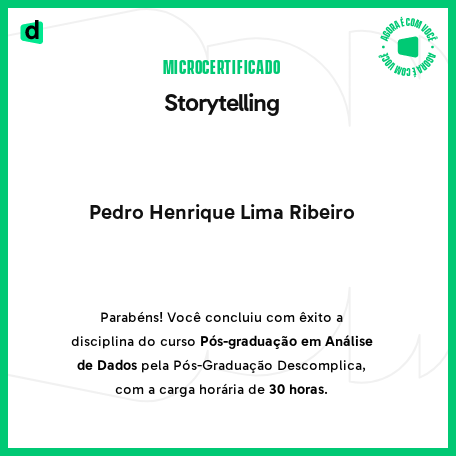 d
AGORA É COM VOCÊ • AGORA É COM VOCÊ •
MICROCERTIFICADO
Storytelling
Pedro Henrique Lima Ribeiro
Parabéns! Você concluiu com êxito a
disciplina do curso Pós-graduação em Análise
de Dados pela Pós-Graduação Descomplica,
com a carga horária de 30 horas.